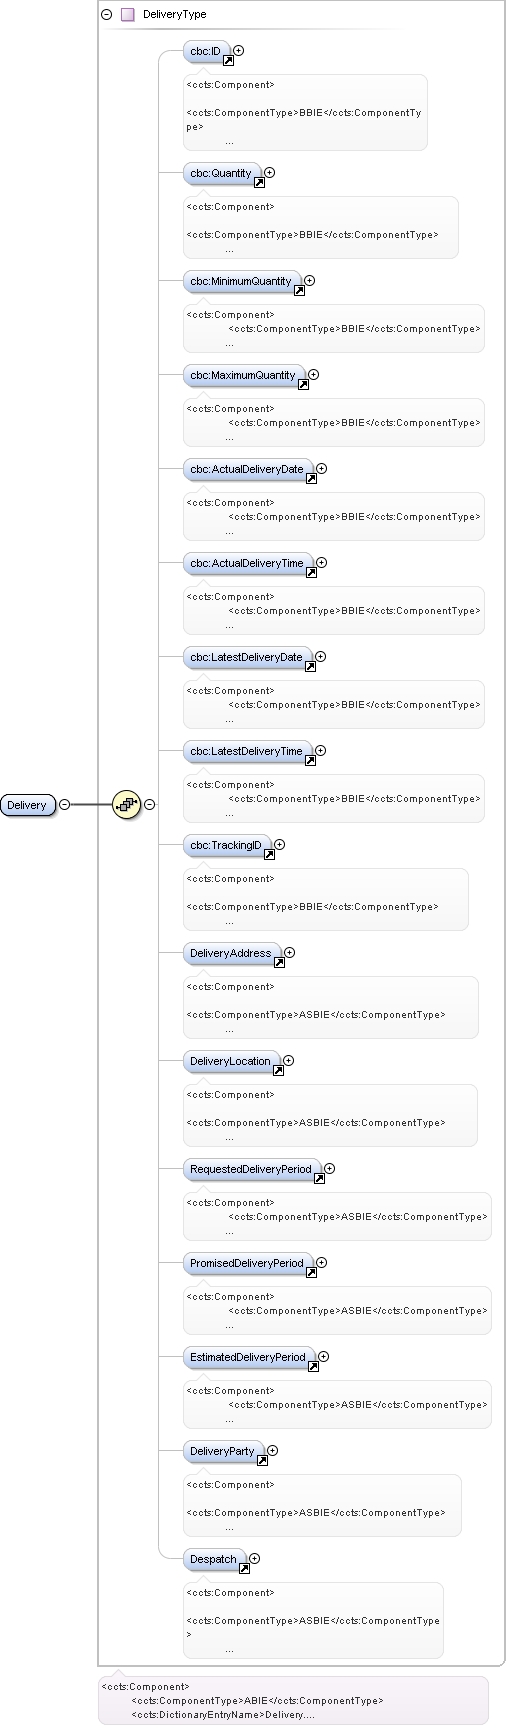 DeliveryType
cbc:ID
<ccts:Component>
<ccts:ComponentType>BBIE</ccts:ComponentTy
pe>
...
cbc:Quantity
<ccts:Component>
<ccts:ComponentType>BBIE</ccts:ComponentType>
...
cbc:MinimumQuantity
<ccts:Component>
<ccts:ComponentType>BBIE</ccts:ComponentType>
...
cbc:MaximumQuantity
<ccts:Component>
<ccts:ComponentType>BBIE</ccts:ComponentType>
...
cbc:ActualDeliveryDate
<ccts:Component>
<ccts:ComponentType>BBIE</ccts:ComponentType>
...
cbc:ActualDeliveryTime
<ccts:Component>
<ccts:ComponentType>BBIE</ccts:ComponentType>
...
cbc:LatestDeliveryDate
<ccts:Component>
<ccts:ComponentType>BBIE</ccts:ComponentType>
...
cbc:LatestDeliveryTime
<ccts:Component>
<ccts:ComponentType>BBIE</ccts:ComponentType>
...
Delivery
cbc:TrackingID
<ccts:Component>
<ccts:ComponentType>BBIE</ccts:ComponentType>
...
DeliveryAddress
<ccts:Component>
<ccts:ComponentType>ASBIE</ccts:ComponentType>
...
DeliveryLocation
<ccts:Component>
<ccts:ComponentType>ASBIE</ccts:ComponentType>
...
RequestedDeliveryPeriod
<ccts:Component>
<ccts:ComponentType>ASBIE</ccts:ComponentType>
...
PromisedDeliveryPeriod
<ccts:Component>
<ccts:ComponentType>ASBIE</ccts:ComponentType>
...
EstimatedDeliveryPeriod
<ccts:Component>
<ccts:ComponentType>ASBIE</ccts:ComponentType>
...
DeliveryParty
<ccts:Component>
<ccts:ComponentType>ASBIE</ccts:ComponentType>
...
Despatch
<ccts:Component>
<ccts:ComponentType>ASBIE</ccts:ComponentType
>
...
<ccts:Component>
<ccts:ComponentType>ABIE</ccts:ComponentType>
<ccts:DictionaryEntryName>Delivery....